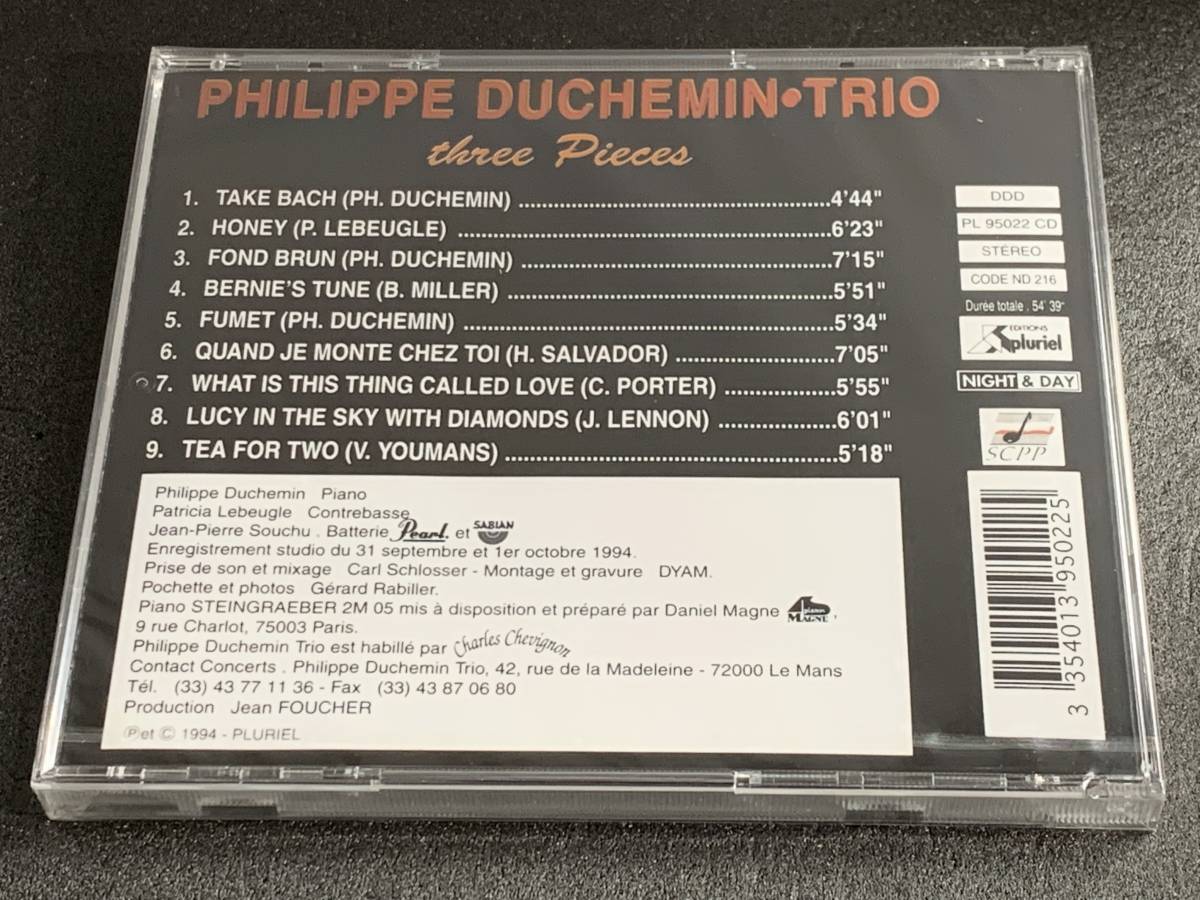 PHILIPPE DUCHEMIN•TRIO
three Pieces
1. TAKE BACH (PH. DUCHEMIN) ........................................4'44"
2. HONEY (P. LEBEUGLE) ........................................6'23"
3. FOND BRUN (PH. DUCHEMIN) ........................................7'15"
4. BERNIE'S TUNE (B. MILLER) ........................................5'51"
5. FUMET (PH. DUCHEMIN) ........................................5'34"
6. QUAND JE MONTE CHEZ TOI (H. SALVADOR) ....................7'05"
7. WHAT IS THIS THING CALLED LOVE (C. PORTER) ..............5'55"
8. LUCY IN THE SKY WITH DIAMONDS (J. LENNON) ...............6'01"
9. TEA FOR TWO (V. YOUMANS) ........................................5'18"
DDD
PL 95022 CD
STÉREO
CODE ND 216
Durée totale . 54' 39"
EDITIONS
pluriel
NIGHT & DAY
SCPP
Philippe Duchemin Piano
Patricia Lebeugle Contrebasse
Jean-Pierre Souchu . Batterie Pearl. et SABIAN
Enregistrement studio du 31 septembre et 1er octobre 1994.
Prise de son et mixage Carl Schlosser - Montage et gravure DYAM.
Pochette et photos Gérard Rabiller.
Piano STEINGRAEBER 2M 05 mis à disposition et préparé par Daniel Magne piano MAGNE ,
9 rue Charlot, 75003 Paris.
Philippe Duchemin Trio est habillé par Charles Chevignon
Contact Concerts . Philippe Duchemin Trio, 42, rue de la Madeleine - 72000 Le Mans
Tél. (33) 43 77 11 36 - Fax (33) 43 87 06 80
Production Jean FOUCHER
℗ et © 1994 - PLURIEL
3 354013 950225